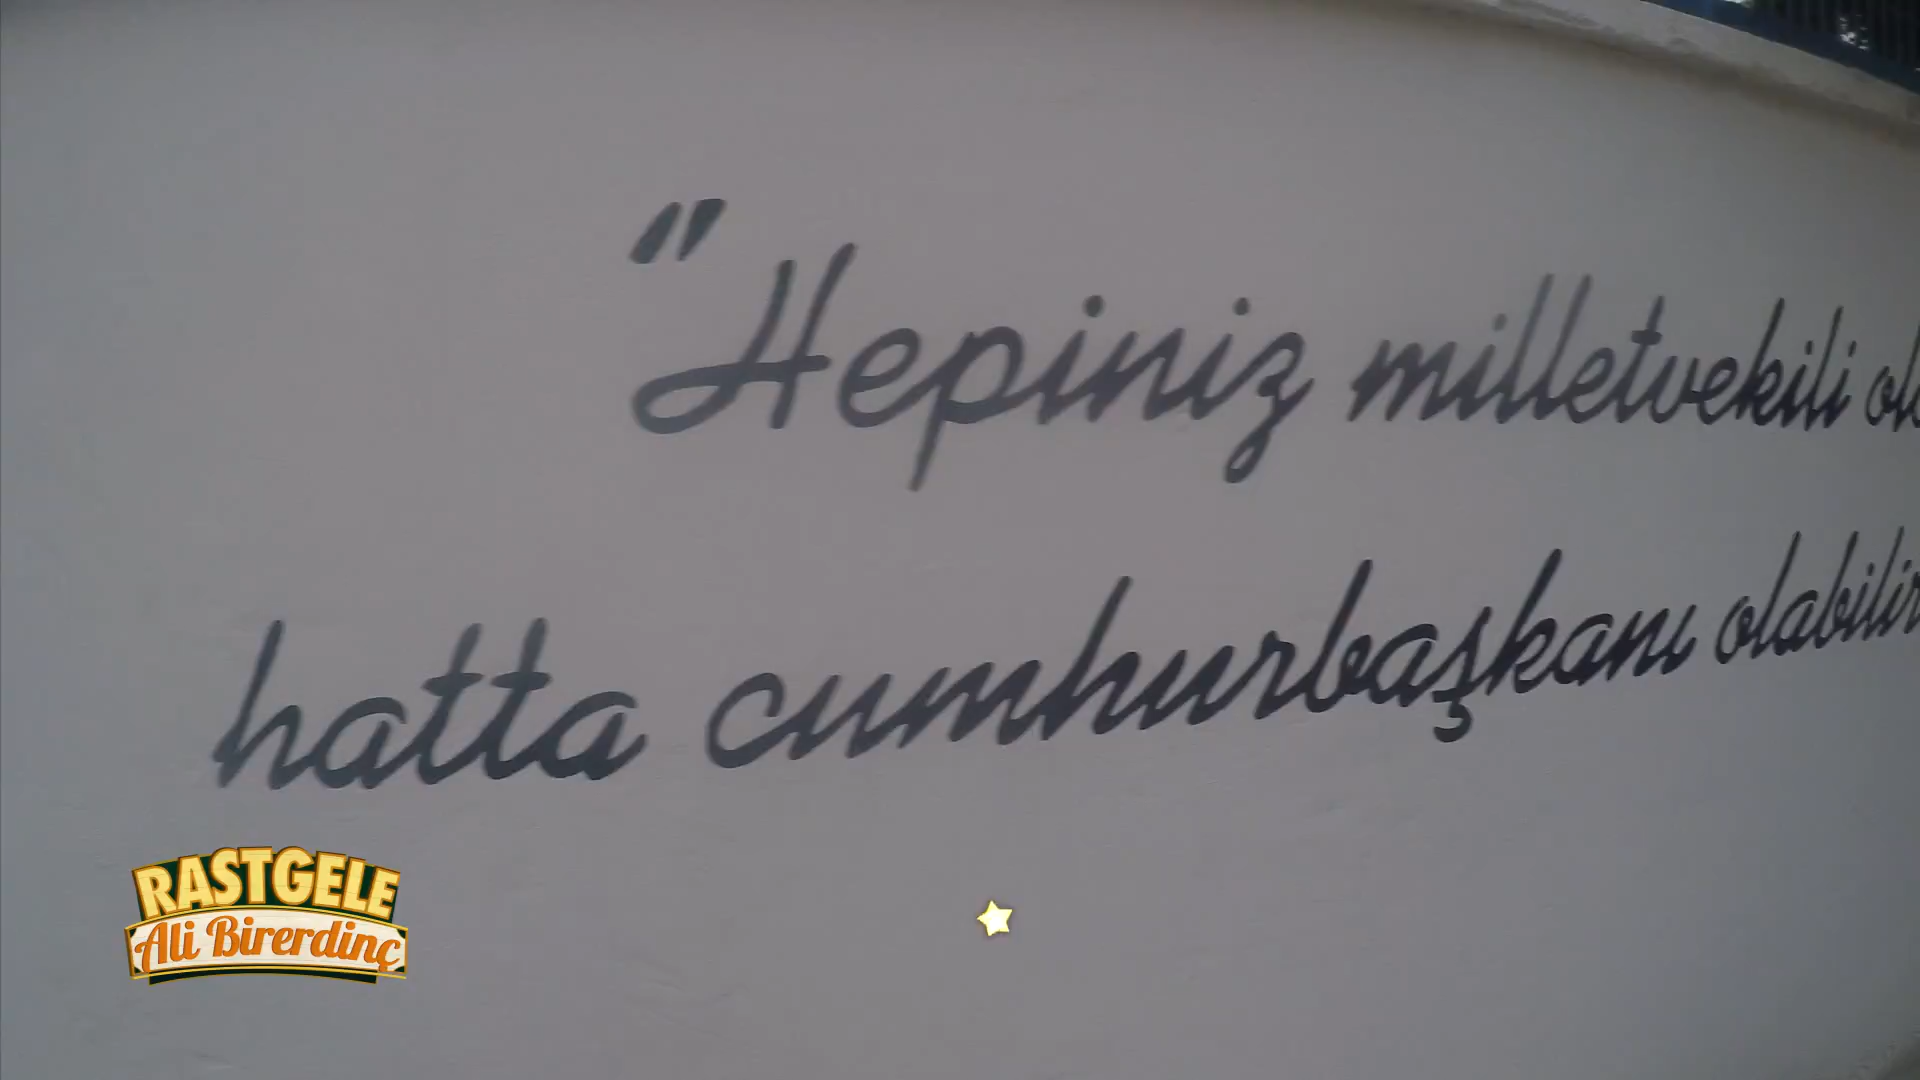 "Hepiniz milletvekili
hatta cumhurbaşkanı olabilir
RASTGELE
Ali Birerdinç